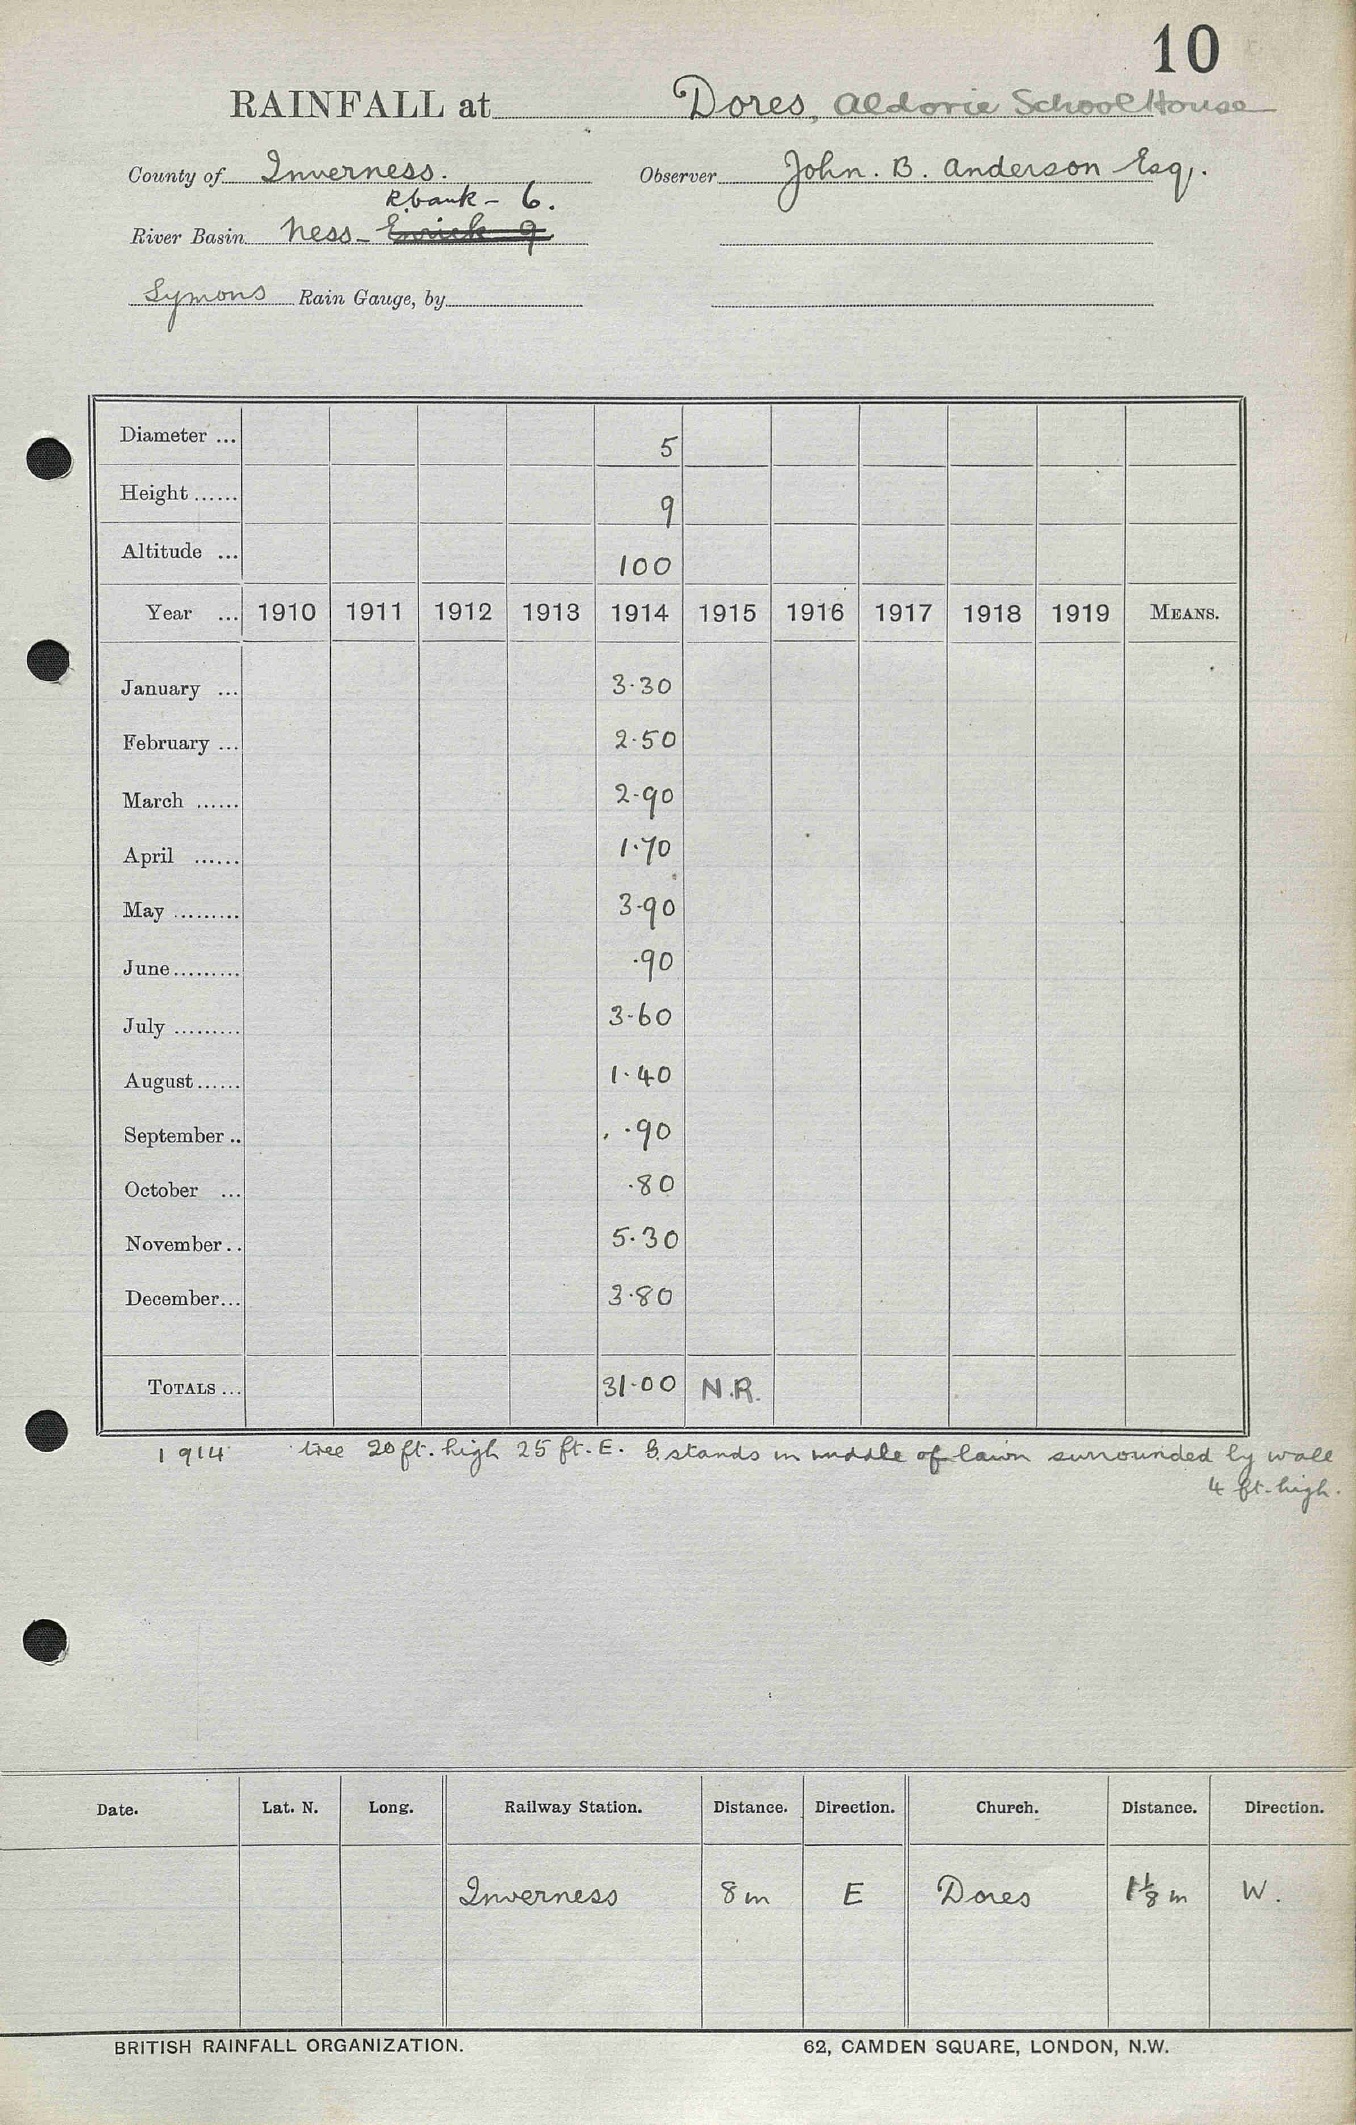 10
RAINFALL at Dores, Aldorie School House
County of Inverness. Observer John. B. Anderson Esq.
R.bank - 6.
River Basin Ness - Enrick 9
Symons Rain Gauge, by
Diameter ... 5
Height ...... 9
Altitude ... 100
Year ... 1910 1911 1912 1913 1914 1915 1916 1917 1918 1919 MEANS.
January ... 3.30
February ... 2.50
March ...... 2.90
April ...... 1.70
May ......... 3.90
June ......... .90
July ......... 3.60
August ...... 1.40
September .. .90
October ... .80
November .. 5.30
December ... 3.80
TOTALS ... 31.00 N.R.
1914 tree 20 ft. high 25 ft. E. G. stands in middle of lawn surrounded by wall
4 ft. high.
Date. Lat. N. Long. Railway Station. Distance. Direction. Church. Distance. Direction.
Inverness 8 m E Dores 1 1/8 m W.
BRITISH RAINFALL ORGANIZATION. 62, CAMDEN SQUARE, LONDON, N.W.